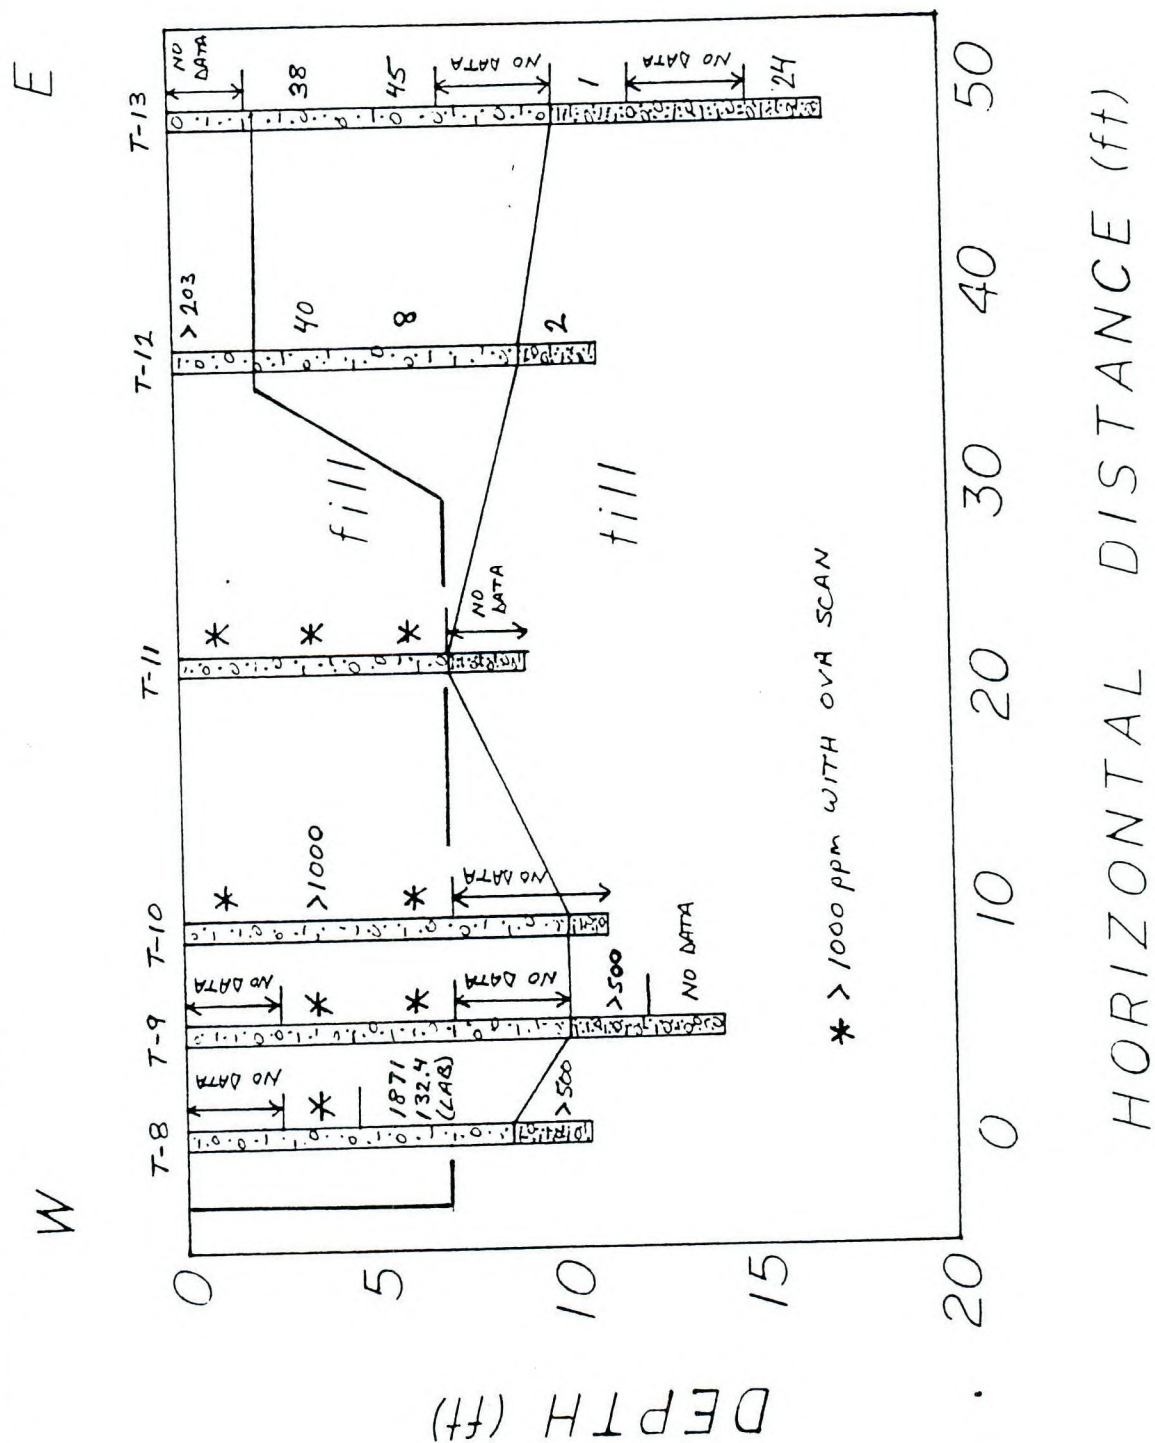 W
E
T-8
T-9
T-10
T-11
T-12
T-13
NO DATA
*
1871
132.4
(LAB)
>500
NO DATA
*
*
NO DATA
>500
NO DATA
*
>1000
*
NO DATA
*
*
*
NO
DATA
>203
40
8
2
NO
DATA
38
45
NO DATA
1
NO DATA
24
fill
till
* > 1000 ppm WITH OVA SCAN
0
5
10
15
20
DEPTH (ft)
0
10
20
30
40
50
HORIZONTAL DISTANCE (ft)